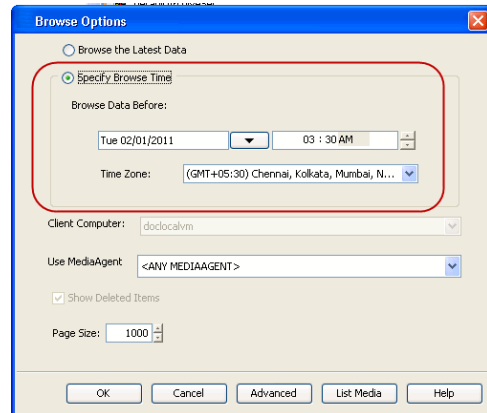 Browse Options
Browse the Latest Data
Specify Browse Time
Browse Data Before:
Tue 02/01/2011 03 : 30 AM
Time Zone: (GMT+05:30) Chennai, Kolkata, Mumbai, N...
Client Computer: doclocalvm
Use MediaAgent <ANY MEDIAAGENT>
Show Deleted Items
Page Size: 1000
OK Cancel Advanced List Media Help